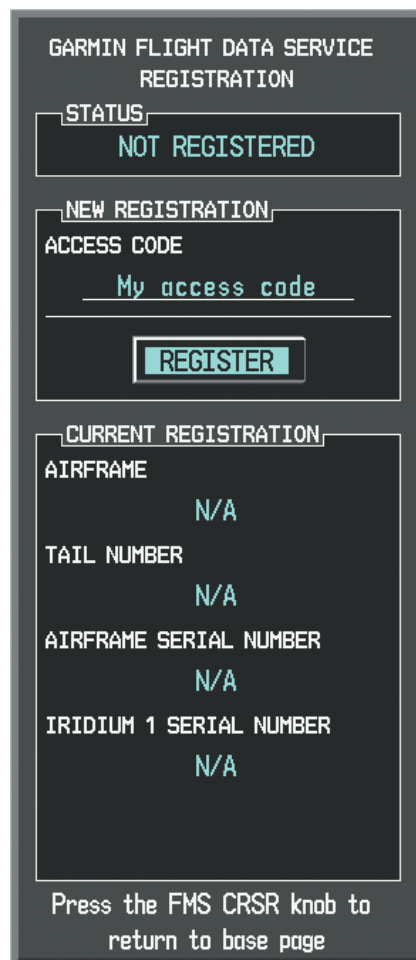 GARMIN FLIGHT DATA SERVICE
REGISTRATION
STATUS
NOT REGISTERED
NEW REGISTRATION
ACCESS CODE
My access code
REGISTER
CURRENT REGISTRATION
AIRFRAME
N/A
TAIL NUMBER
N/A
AIRFRAME SERIAL NUMBER
N/A
IRIDIUM 1 SERIAL NUMBER
N/A
Press the FMS CRSR knob to
return to base page